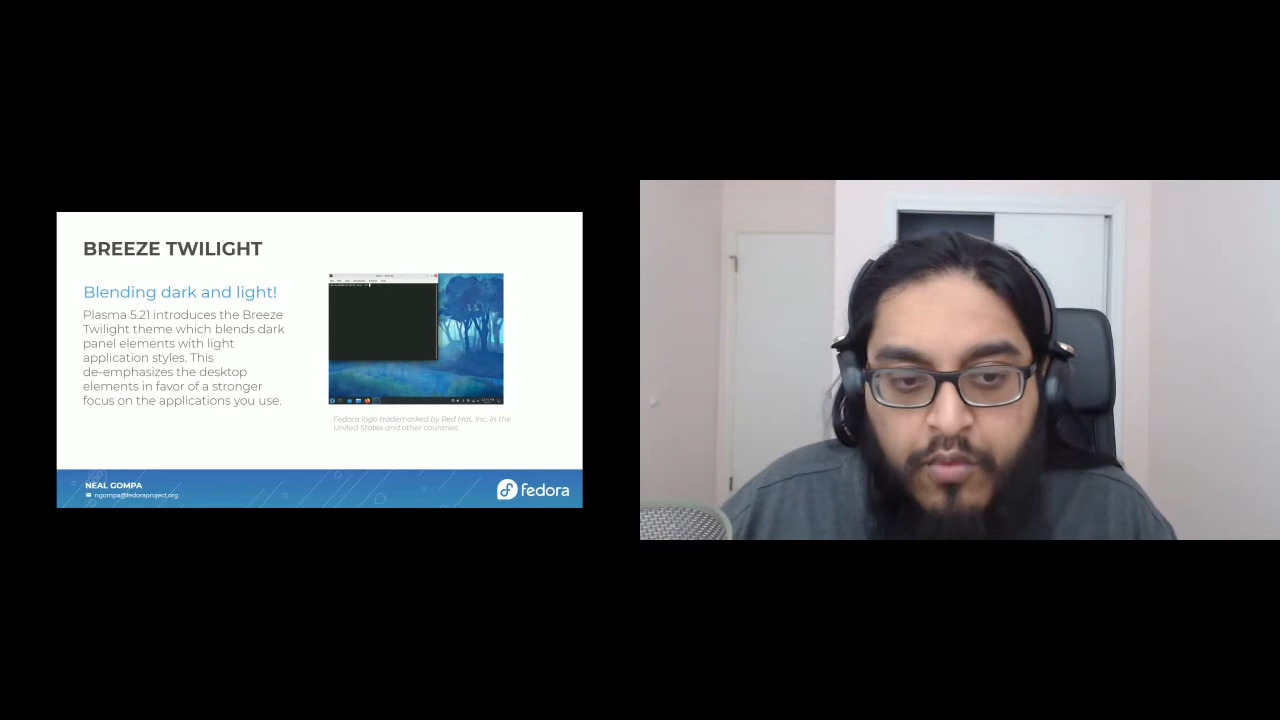 BREEZE TWILIGHT
Blending dark and light!
Plasma 5.21 introduces the Breeze
Twilight theme which blends dark
panel elements with light
application styles. This
de-emphasizes the desktop
elements in favor of a stronger
focus on the applications you use.
Fedora logo trademarked by Red Hat, Inc. in the
United States and other countries.
NEAL GOMPA
ngompa@fedoraproject.org
fedora